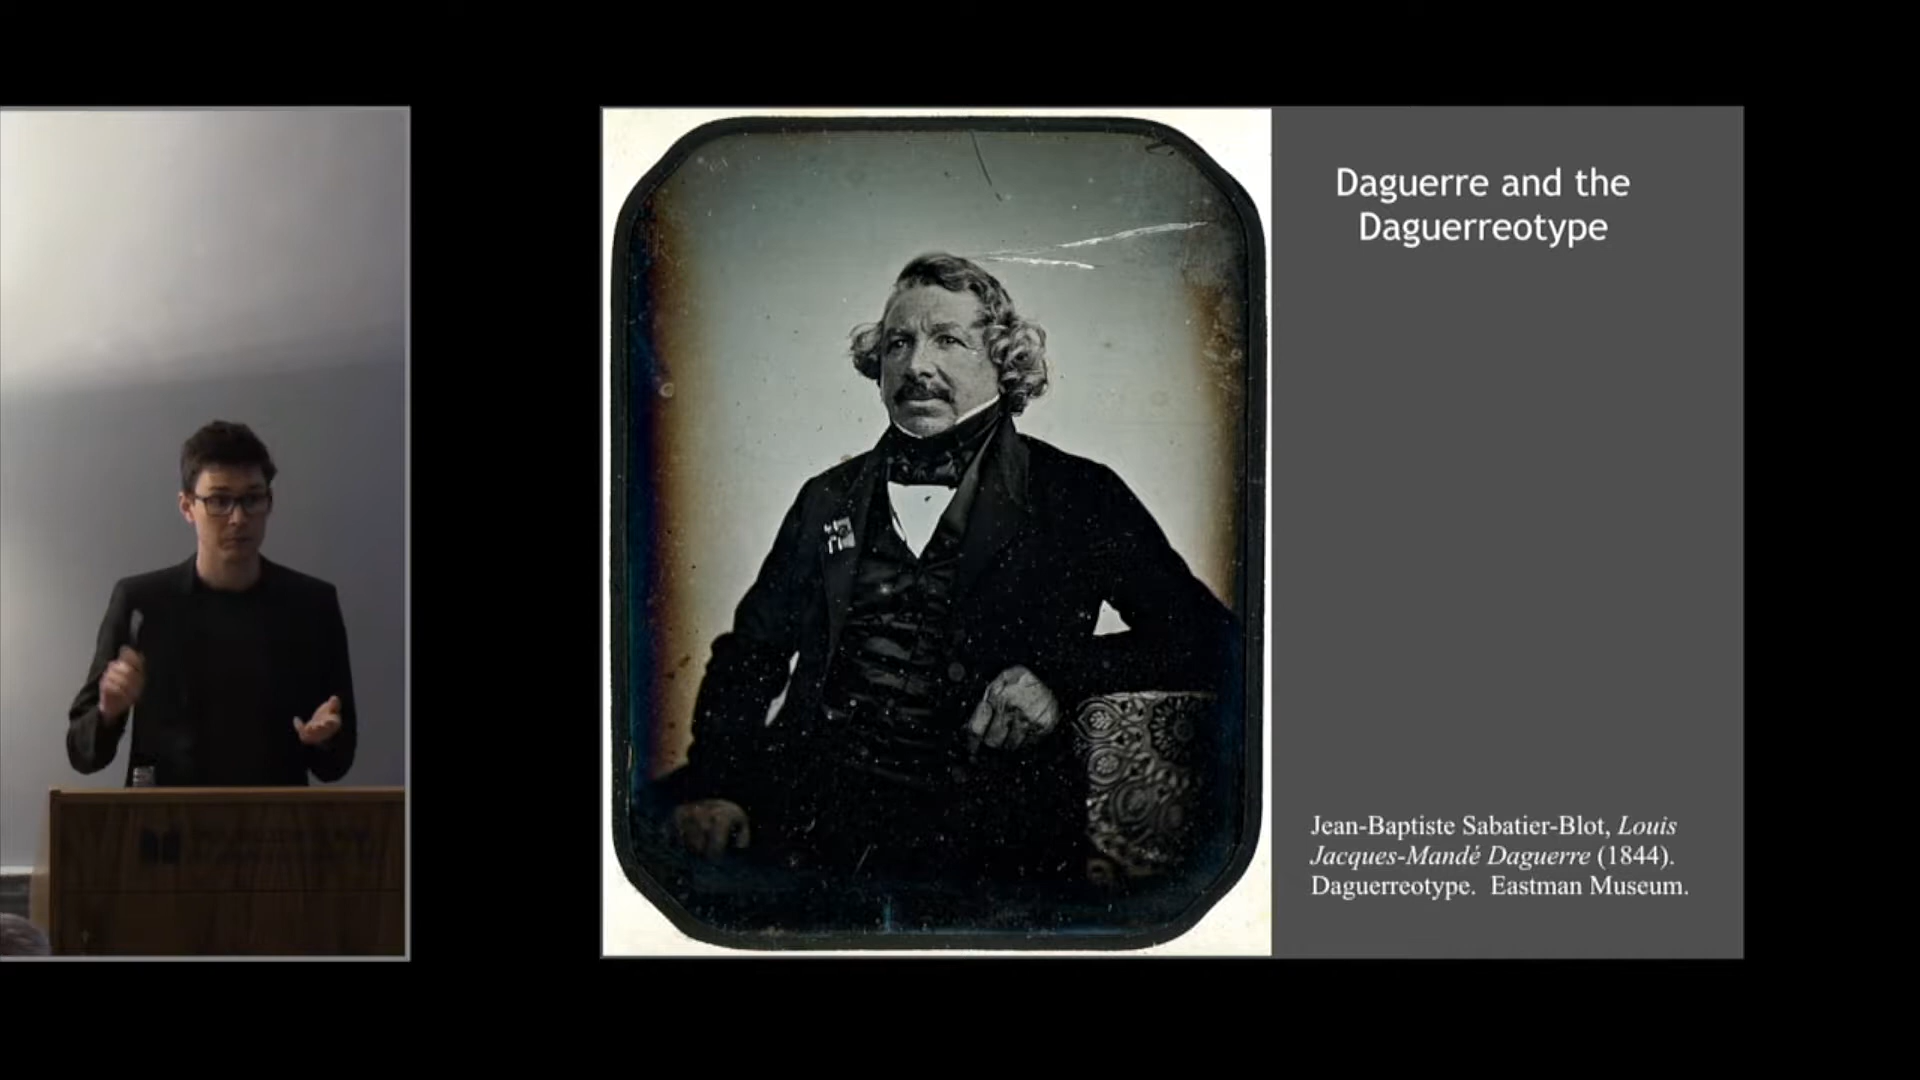 Daguerre and the
Daguerreotype
Jean-Baptiste Sabatier-Blot, Louis
Jacques-Mandé Daguerre (1844).
Daguerreotype. Eastman Museum.